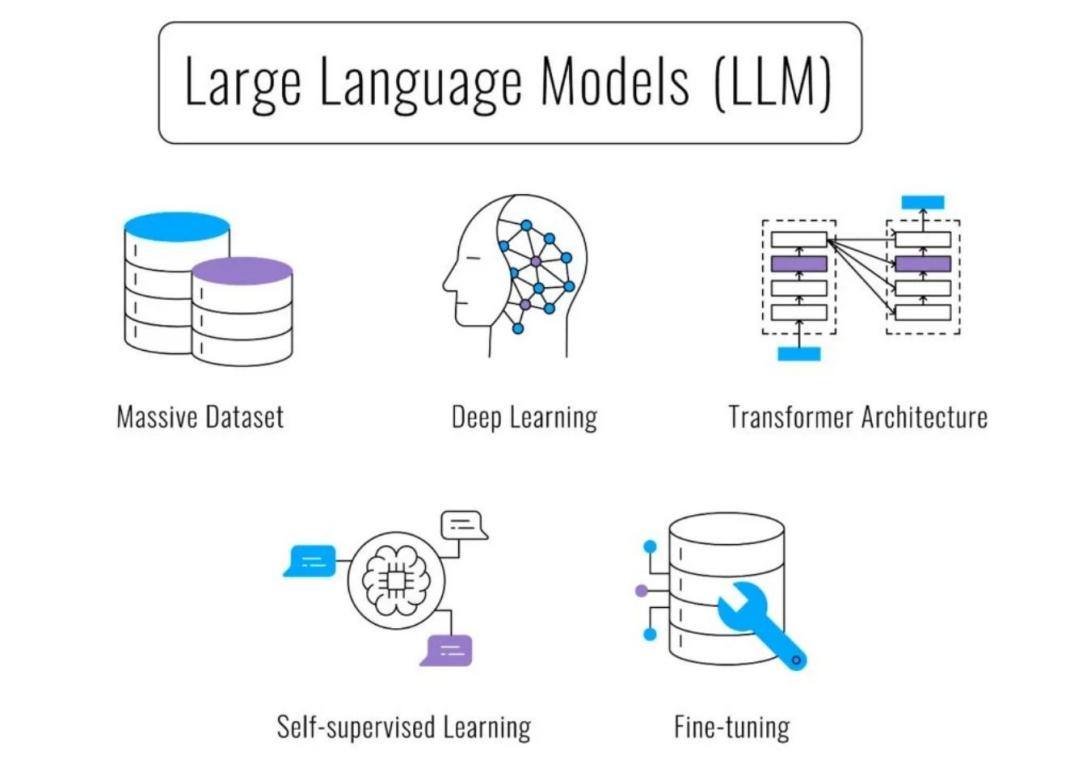 Large Language Models (LLM)
Massive Dataset
Deep Learning
Transformer Architecture
Self-supervised Learning
Fine-tuning